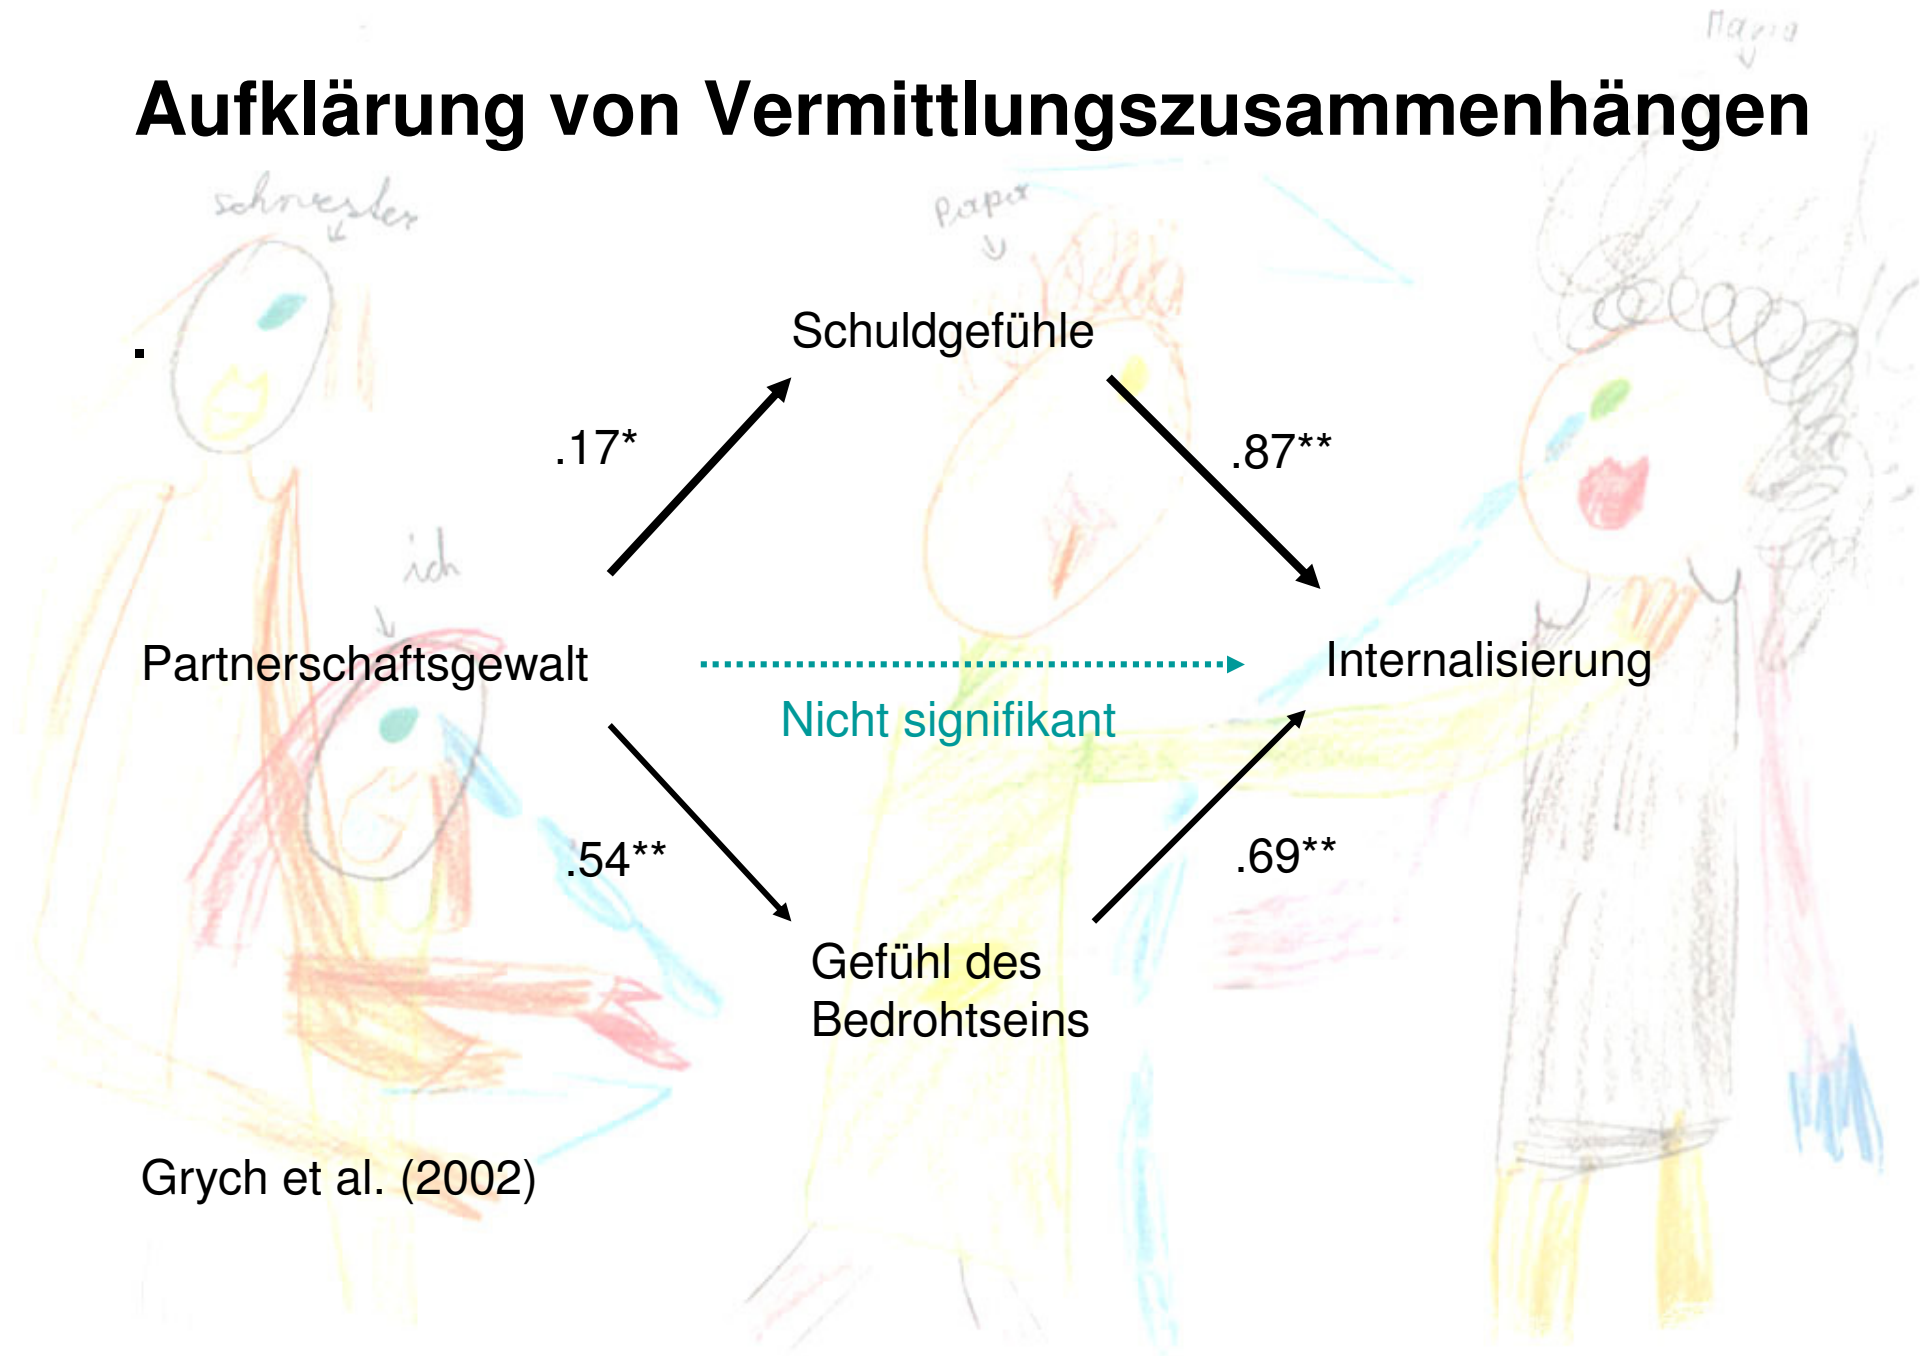 Mama
Aufklärung von Vermittlungszusammenhängen
schwester
Papa
Schuldgefühle
.17*
.87**
ich
Partnerschaftsgewalt
Internalisierung
Nicht signifikant
.54**
.69**
Gefühl des
Bedrohtseins
Grych et al. (2002)